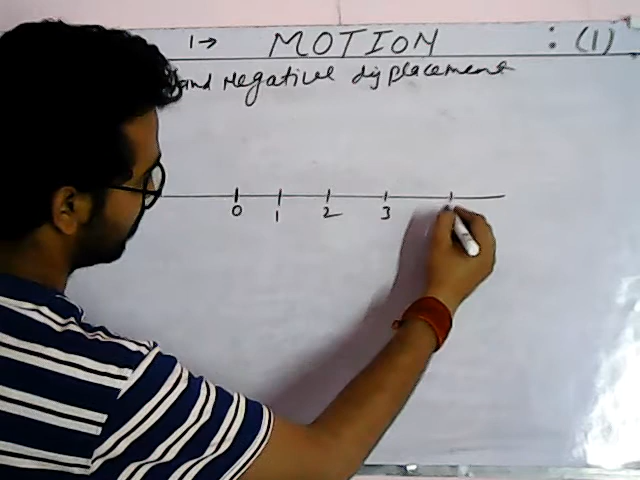 1→ MOTION : (1)
and Negative displacement
0 1 2 3